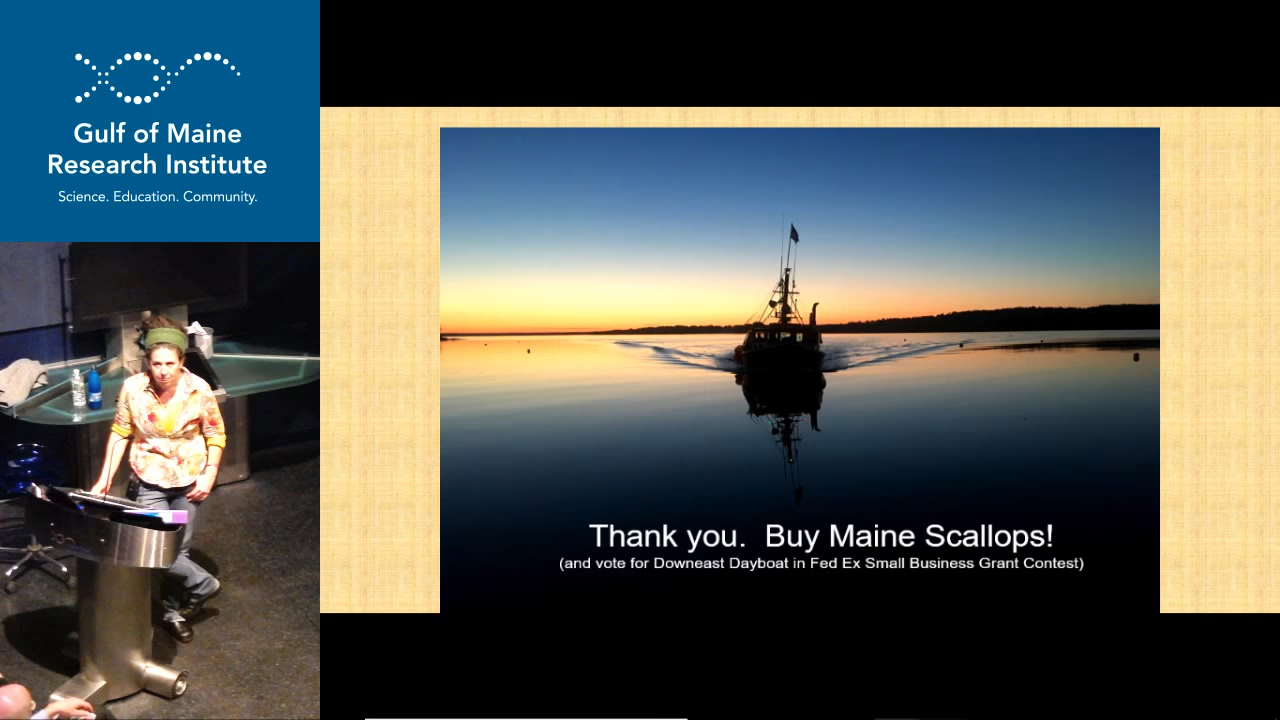 Gulf of Maine
Research Institute
Science. Education. Community.
Thank you.  Buy Maine Scallops!
(and vote for Downeast Dayboat in Fed Ex Small Business Grant Contest)